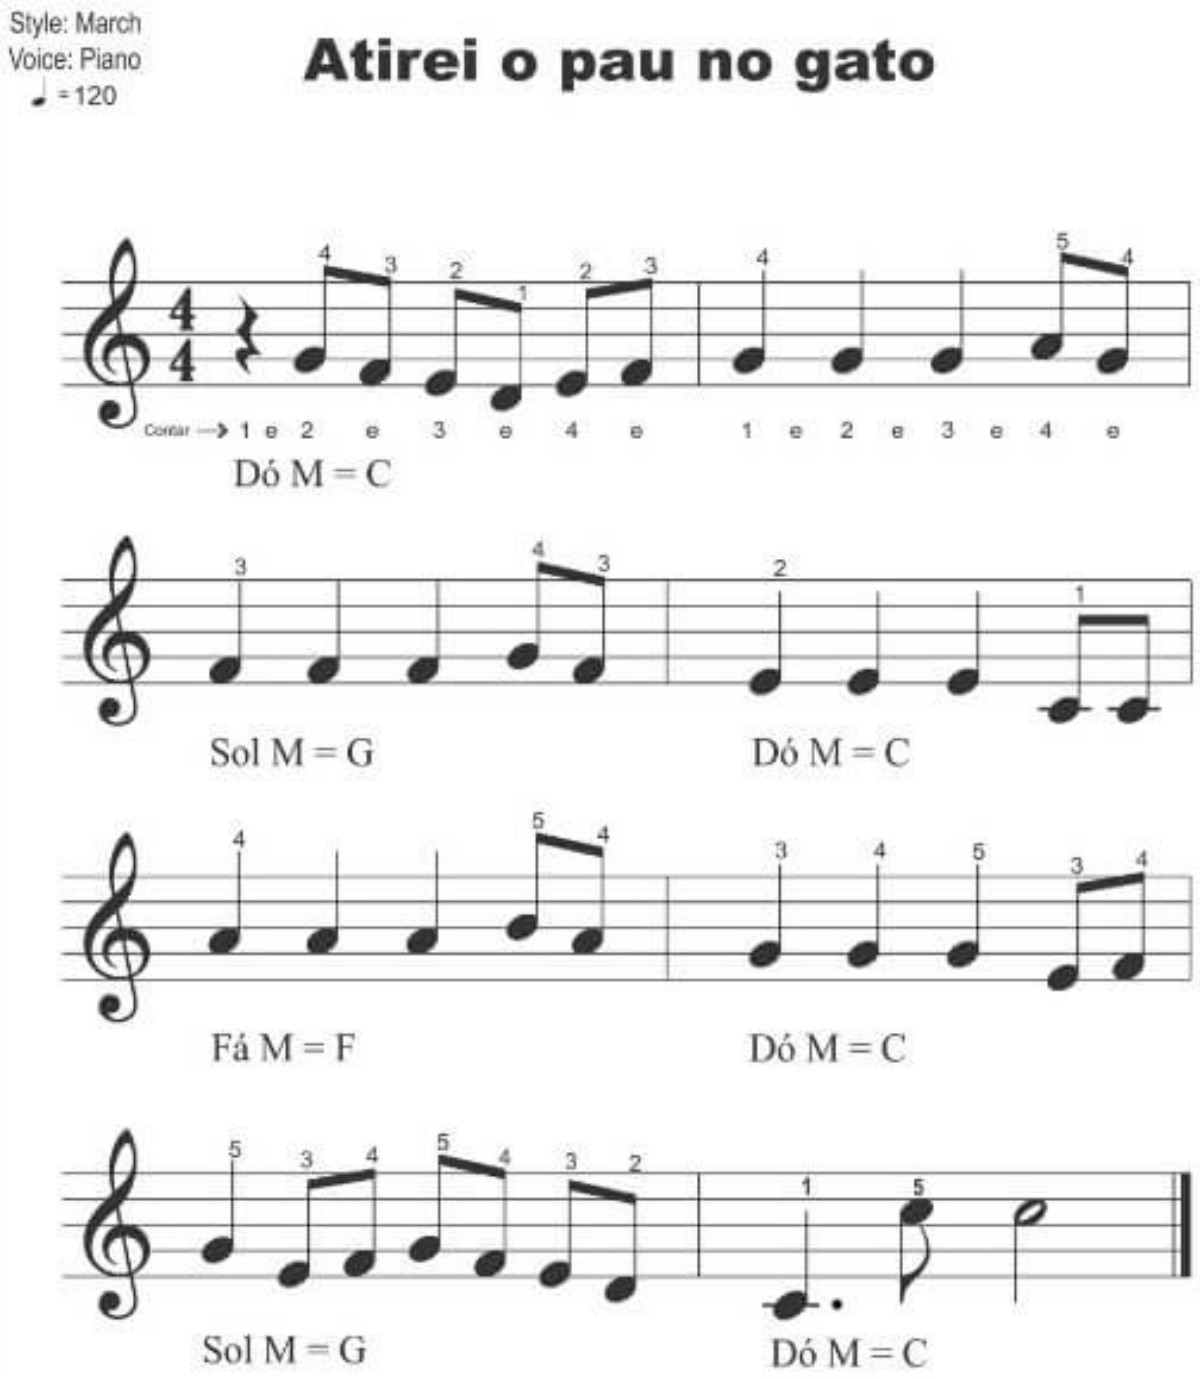 Style: March
Voice: Piano
♩ = 120
Atirei o pau no gato
4 3 2 1 2 3 4 5 4
4
4
Contar → 1 e 2 e 3 e 4 e 1 e 2 e 3 e 4 e
Dó M = C
3 4 3 2 1
Sol M = G Dó M = C
4 5 4 3 4 5 3 4
Fá M = F Dó M = C
5 3 4 5 4 3 2 1 5
Sol M = G Dó M = C